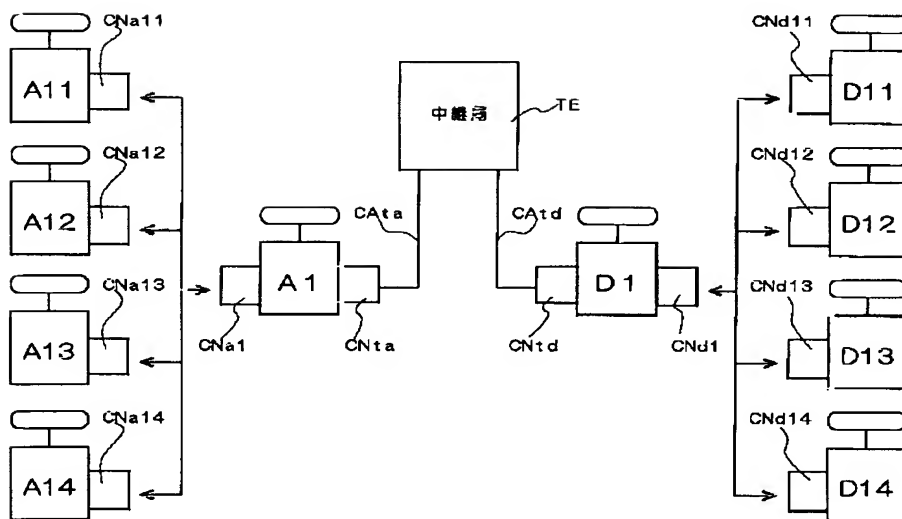 CNa11
A11
CNa12
A12
CNa13
A13
CNa14
A14
中継器
TE
CAta
CAtd
A1
CNa1
CNta
D1
CNtd
CNd1
CNd11
D11
CNd12
D12
CNd13
D13
CNd14
D14